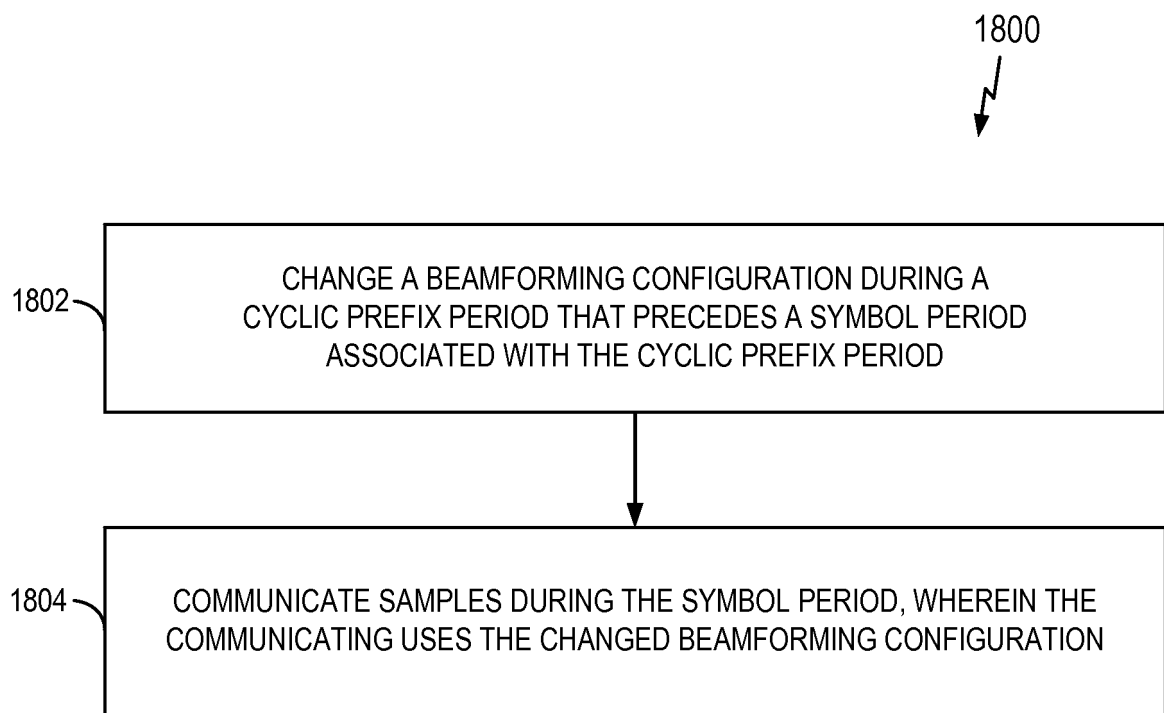 1800
1802
CHANGE A BEAMFORMING CONFIGURATION DURING A
CYCLIC PREFIX PERIOD THAT PRECEDES A SYMBOL PERIOD
ASSOCIATED WITH THE CYCLIC PREFIX PERIOD
1804
COMMUNICATE SAMPLES DURING THE SYMBOL PERIOD, WHEREIN THE
COMMUNICATING USES THE CHANGED BEAMFORMING CONFIGURATION